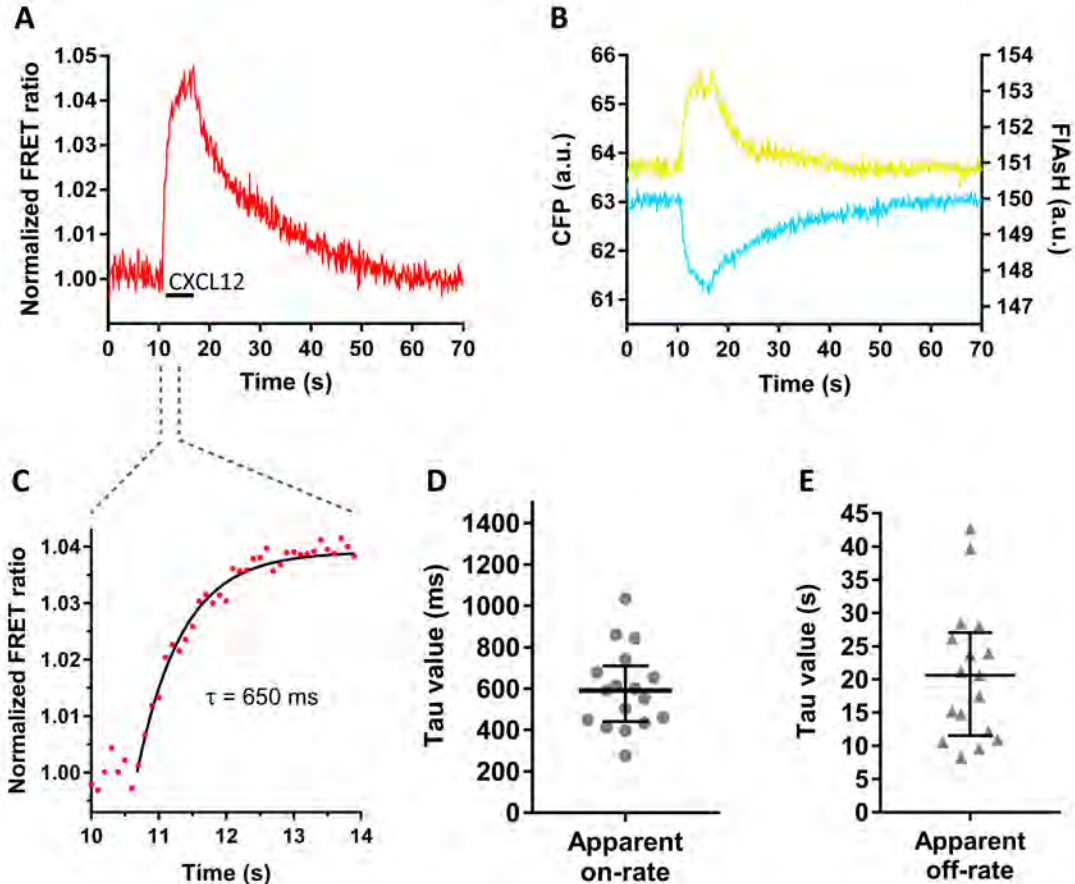 A
Normalized FRET ratio
1.05
1.04
1.03
1.02
1.01
1.00
CXCL12
0 10 20 30 40 50 60 70
Time (s)
B
CFP (a.u.)
66
65
64
63
62
61
154
153
152
151
150
149
148
147
FlAsH (a.u.)
0 10 20 30 40 50 60 70
Time (s)
C
Normalized FRET ratio
1.04
1.03
1.02
1.01
1.00
τ = 650 ms
10 11 12 13 14
Time (s)
D
Tau value (ms)
1400
1200
1000
800
600
400
200
0
Apparent
on-rate
E
Tau value (s)
45
40
35
30
25
20
15
10
5
0
Apparent
off-rate